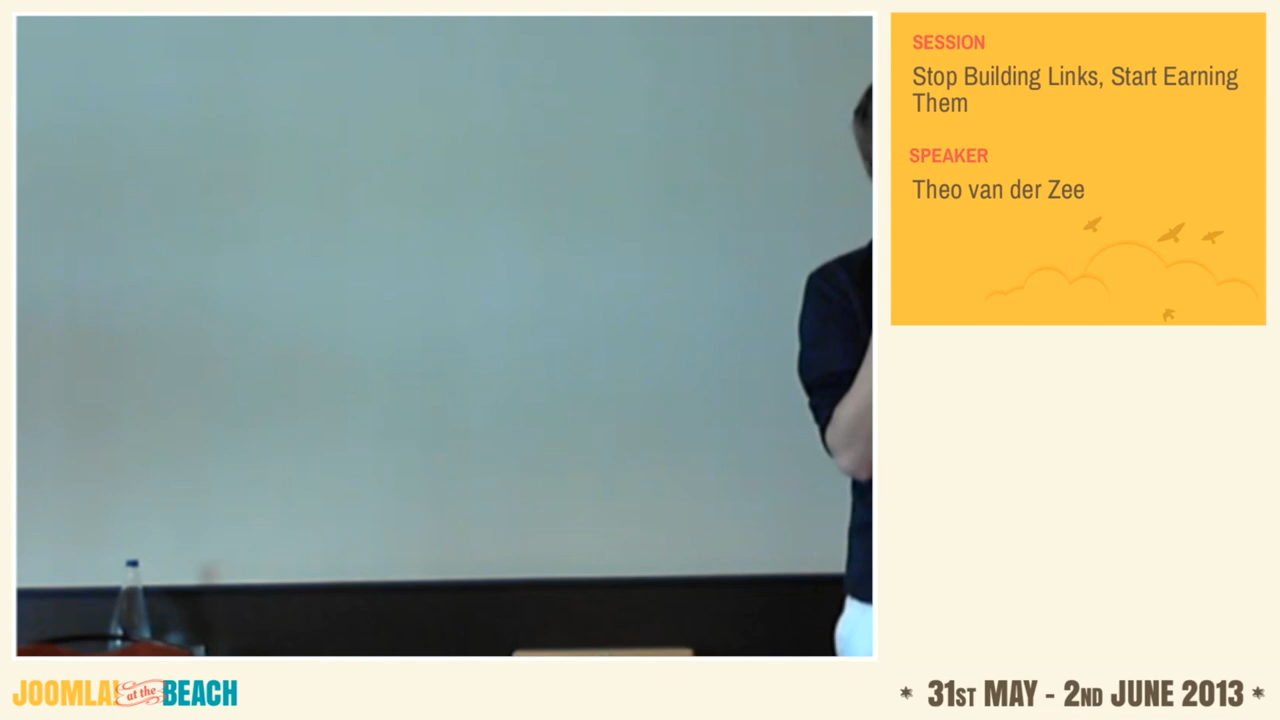 SESSION
Stop Building Links, Start Earning
Them
SPEAKER
Theo van der Zee
JOOMLA! at the BEACH
* 31ST MAY - 2ND JUNE 2013 *